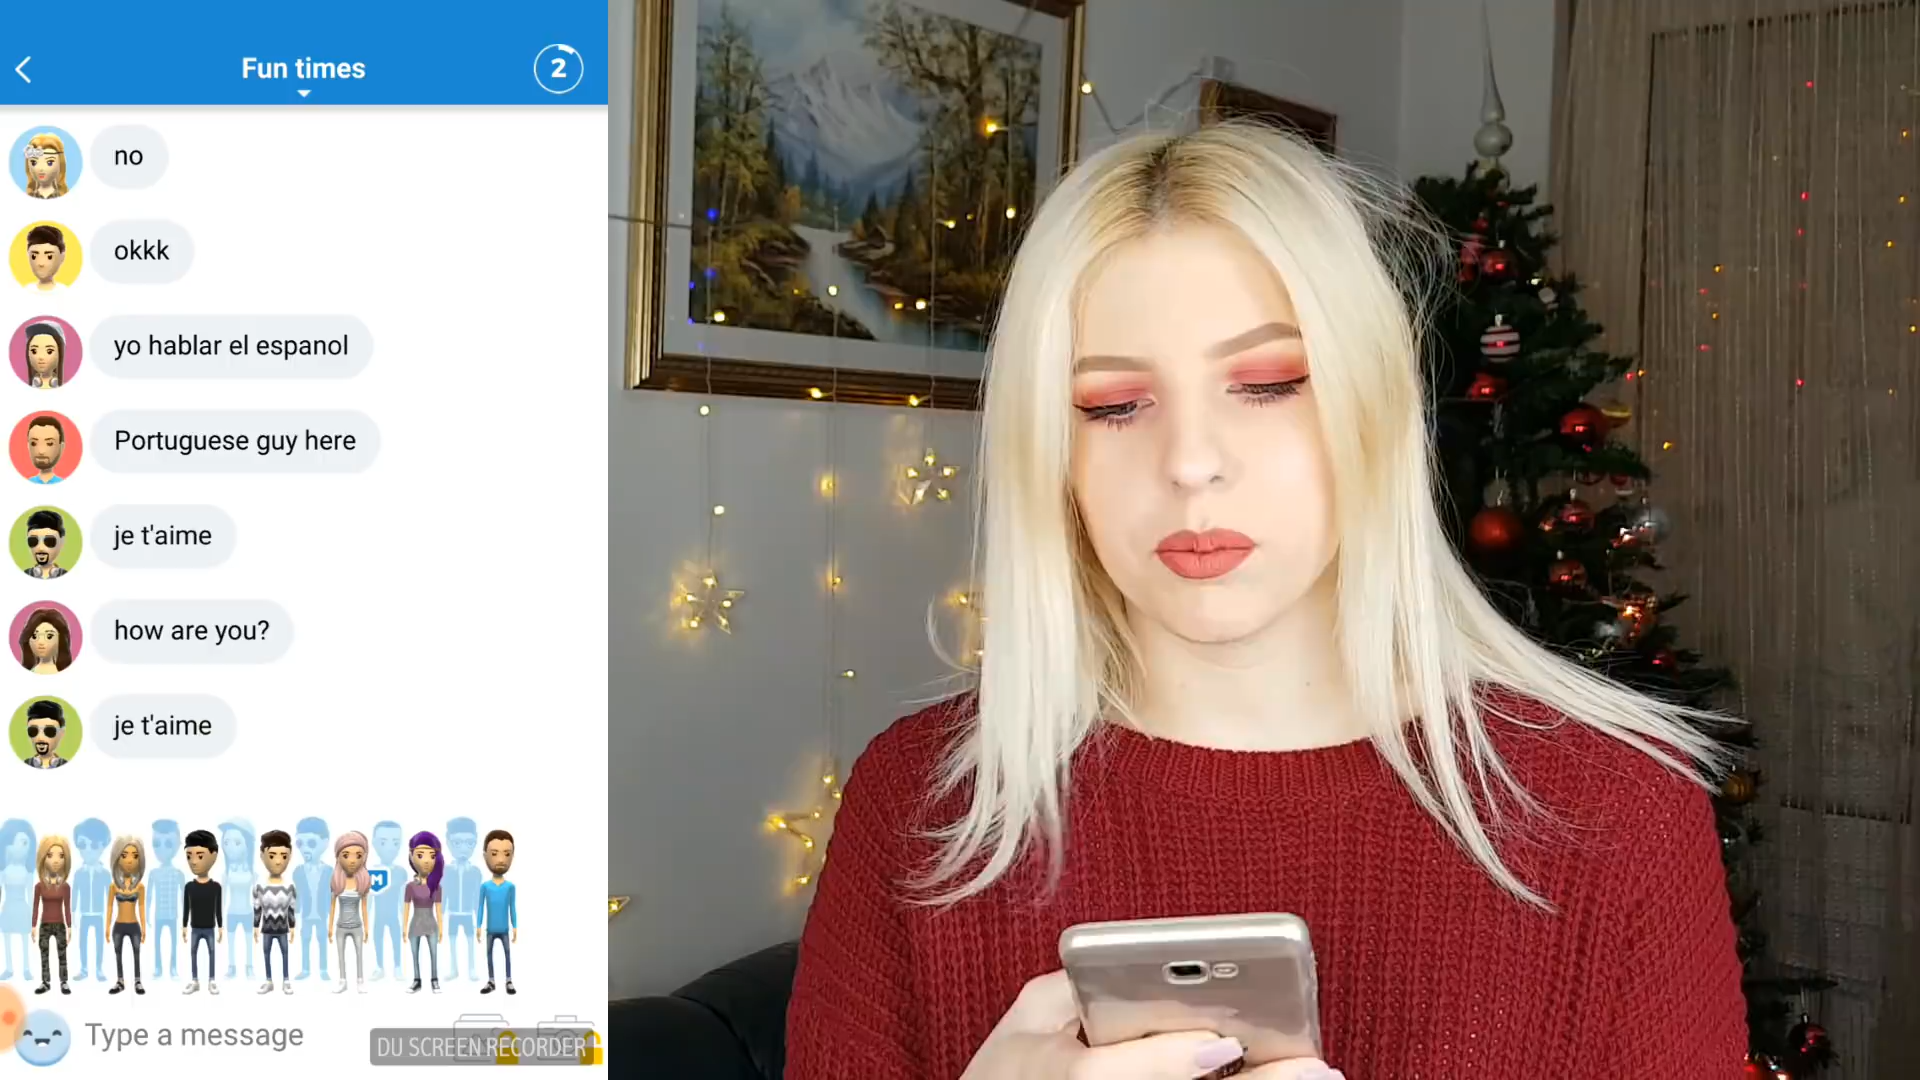 Fun times
2
no
okkk
yo hablar el espanol
Portuguese guy here
je t'aime
how are you?
je t'aime
M
Type a message
DU SCREEN RECORDER